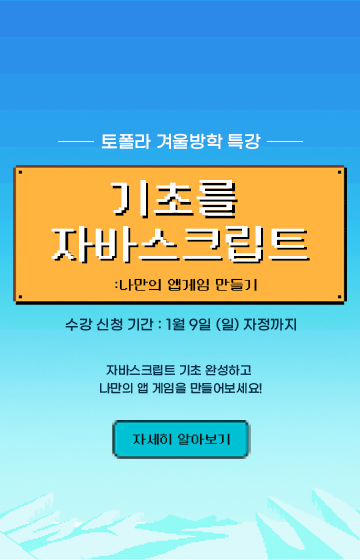 토폴라 겨울방학 특강
기초를
자바스크립트
:나만의 앱게임 만들기
수강 신청 기간 : 1월 9일 (일) 자정까지
자바스크립트 기초 완성하고
나만의 앱 게임을 만들어보세요!
자세히 알아보기